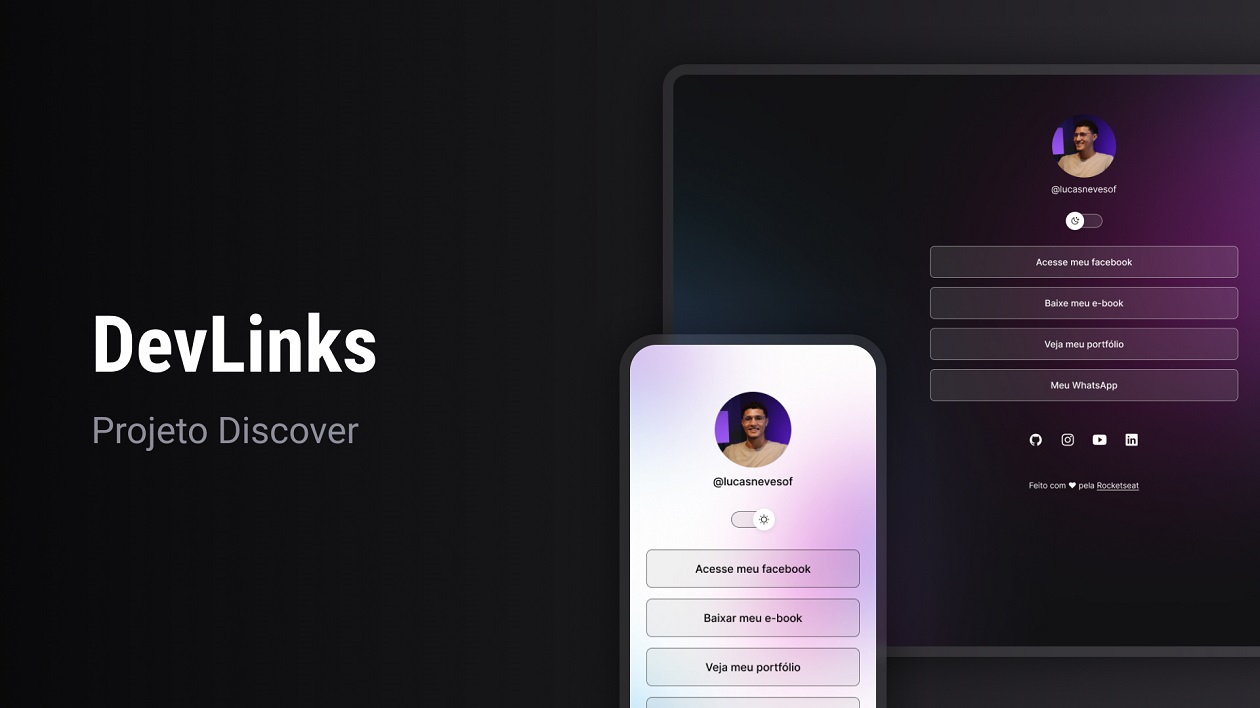 DevLinks
Projeto Discover
@lucasnevesof
Acesse meu facebook
Baixe meu e-book
Veja meu portfólio
Meu WhatsApp
Feito com ♥ pela Rocketseat
@lucasnevesof
Acesse meu facebook
Baixar meu e-book
Veja meu portfólio